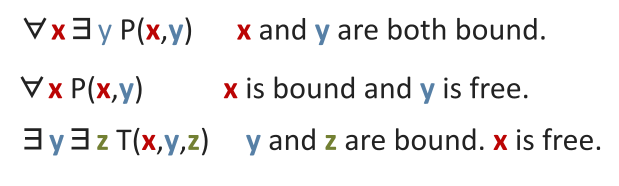 ∀ x ∃ y P(x,y) x and y are both bound.
∀ x P(x,y) x is bound and y is free.
∃ y ∃ z T(x,y,z) y and z are bound. x is free.